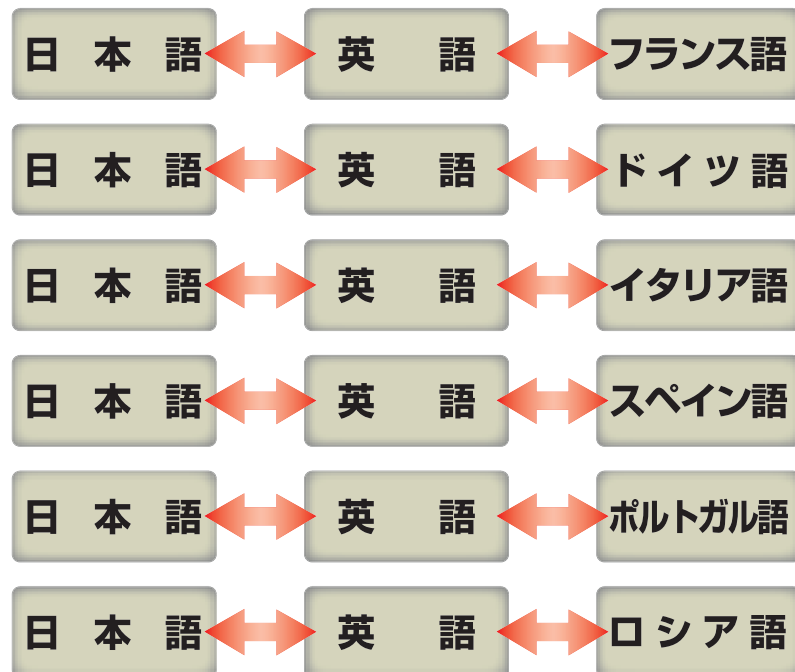 日本語 英語 フランス語
日本語 英語 ドイツ語
日本語 英語 イタリア語
日本語 英語 スペイン語
日本語 英語 ポルトガル語
日本語 英語 ロシア語